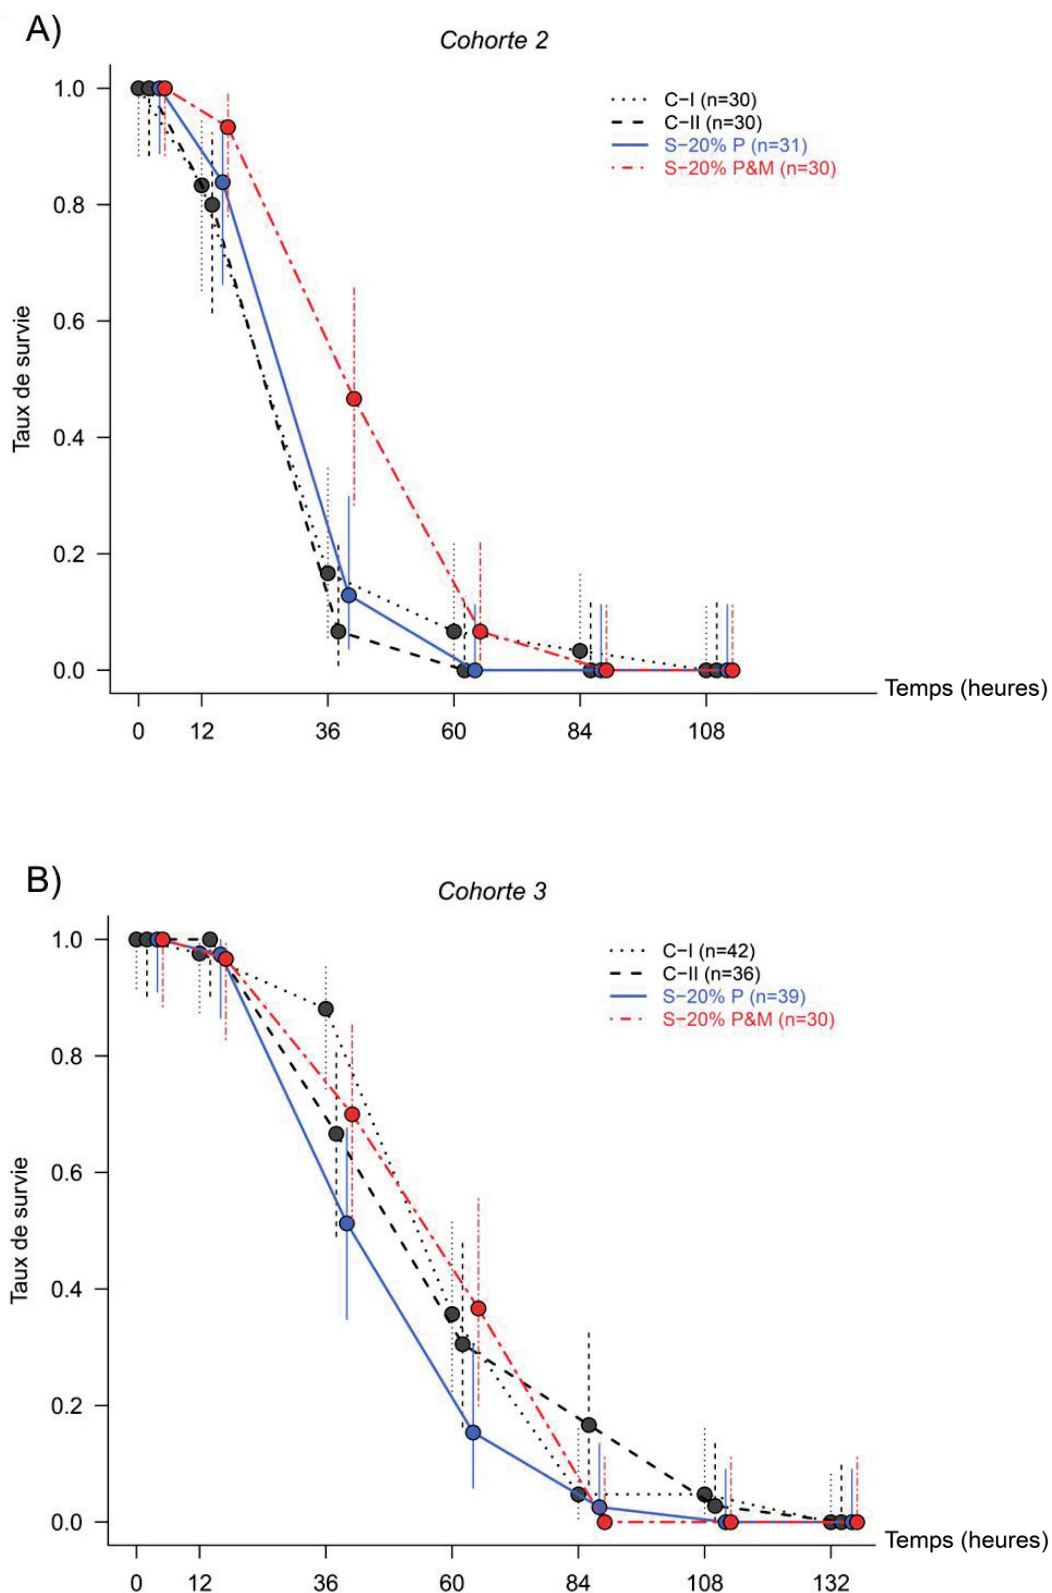 A)
Cohorte 2
1.0
0.8
0.6
0.4
0.2
0.0
Taux de survie
C−I (n=30)
C−II (n=30)
S−20% P (n=31)
S−20% P&M (n=30)
0 12 36 60 84 108
Temps (heures)
B)
Cohorte 3
1.0
0.8
0.6
0.4
0.2
0.0
Taux de survie
C−I (n=42)
C−II (n=36)
S−20% P (n=39)
S−20% P&M (n=30)
0 12 36 60 84 108 132
Temps (heures)